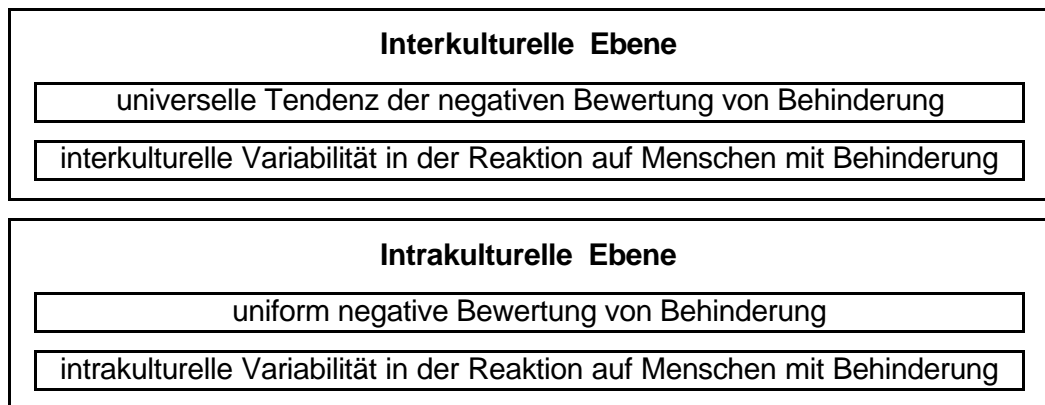 Interkulturelle Ebene
universelle Tendenz der negativen Bewertung von Behinderung
interkulturelle Variabilität in der Reaktion auf Menschen mit Behinderung
Intrakulturelle Ebene
uniform negative Bewertung von Behinderung
intrakulturelle Variabilität in der Reaktion auf Menschen mit Behinderung